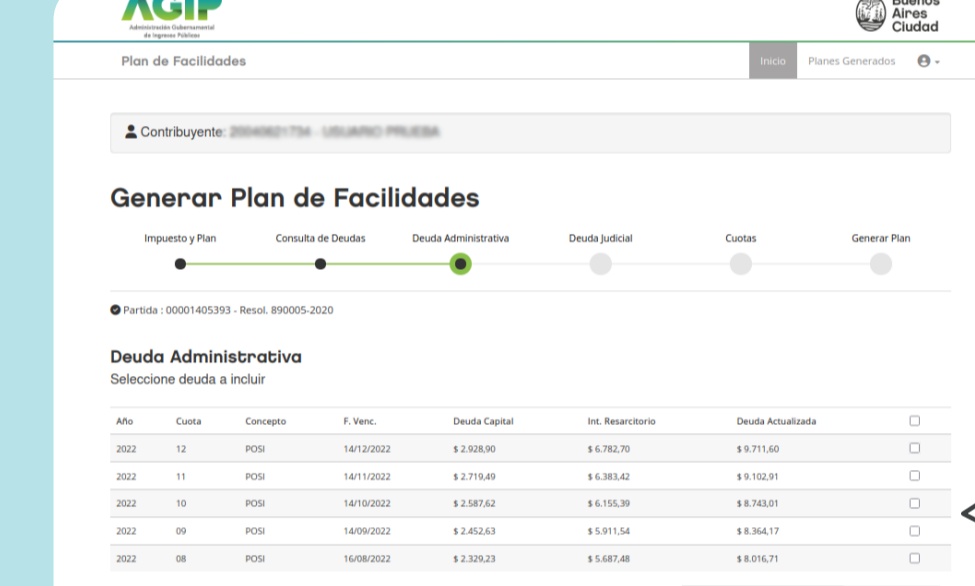 AGIP
Administración Gubernamental
de Ingresos Públicos
Buenos
Aires
Ciudad
Plan de Facilidades
Inicio
Planes Generados
Contribuyente:
Generar Plan de Facilidades
Impuesto y Plan
Consulta de Deudas
Deuda Administrativa
Deuda Judicial
Cuotas
Generar Plan
Partida : 00001405393 - Resol. 890005-2020
Deuda Administrativa
Seleccione deuda a incluir
Año Cuota Concepto F. Venc. Deuda Capital Int. Resarcitorio Deuda Actualizada
2022 12 POSI 14/12/2022 $ 2.928,90 $ 6.782,70 $ 9.711,60
2022 11 POSI 14/11/2022 $ 2.719,49 $ 6.383,42 $ 9.102,91
2022 10 POSI 14/10/2022 $ 2.587,62 $ 6.155,39 $ 8.743,01
2022 09 POSI 14/09/2022 $ 2.452,63 $ 5.911,54 $ 8.364,17
2022 08 POSI 16/08/2022 $ 2.329,23 $ 5.687,48 $ 8.016,71